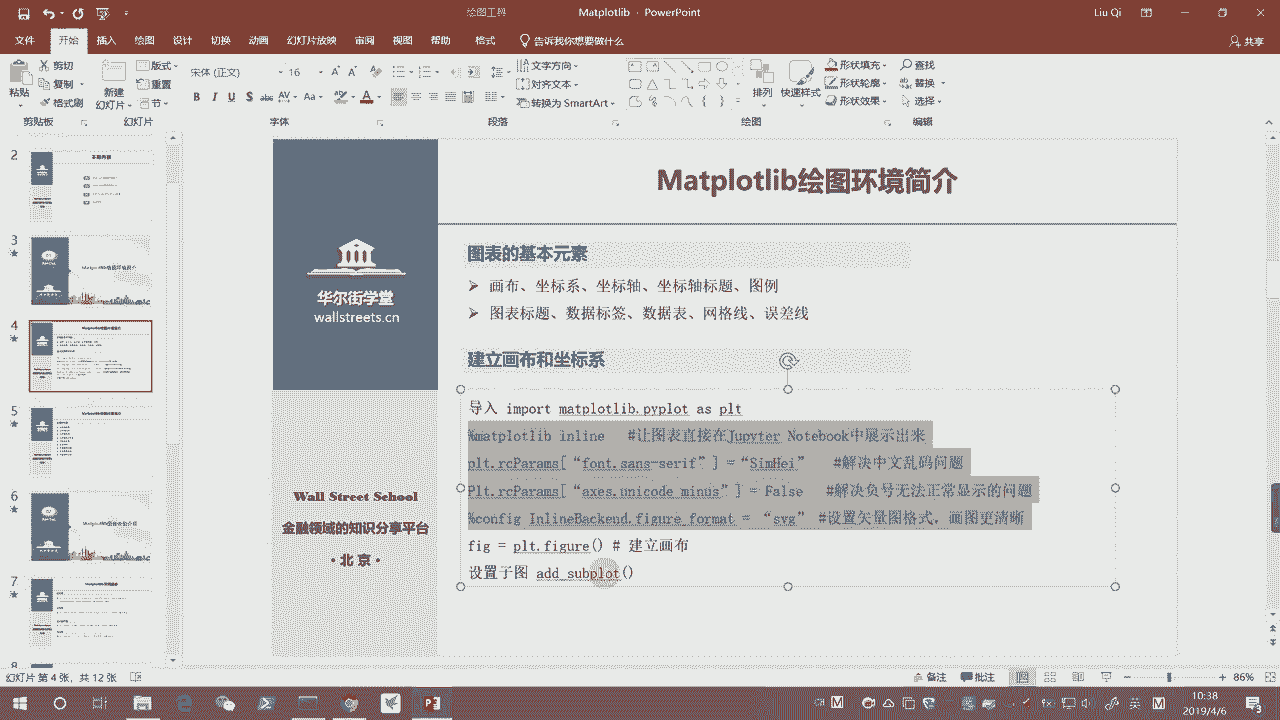 绘图工具
Matplotlib - PowerPoint
Liu Qi
文件 开始 插入 绘图 设计 切换 动画 幻灯片放映 审阅 视图 帮助 格式 告诉我你想要做什么 共享
粘贴 剪切 复制 格式刷 新建幻灯片 版式 重置 节 宋体 (正文) 16 文字方向 对齐文本 转换为 SmartArt 排列 快速样式 形状填充 形状轮廓 形状效果 查找 替换 选择
剪贴板 幻灯片 字体 段落 绘图 编辑
2
3
4
5
6
7
8
Matplotlib绘图环境简介
图表的基本元素
画布、坐标系、坐标轴、坐标轴标题、图例
图表标题、数据标签、数据表、网格线、误差线
建立画布和坐标系
导入 import matplotlib.pyplot as plt
%matplotlib inline #让图表直接在Jupyter Notebook中展示出来
plt.rcParams[“font.sans-serif”] =“SimHei” #解决中文乱码问题
Plt.rcParams[“axes.unicode_minus”] = False #解决负号无法正常显示的问题
%config InlineBackend.figure_format = “svg” #设置矢量图格式，画图更清晰
fig = plt.figure() # 建立画布
设置子图 add_subplot()
华尔街学堂
wallstreets.cn
Wall Street School
金融领域的知识分享平台
·北 京·
幻灯片 第 4 张，共 12 张
备注 批注 86%
英
10:38
2019/4/6